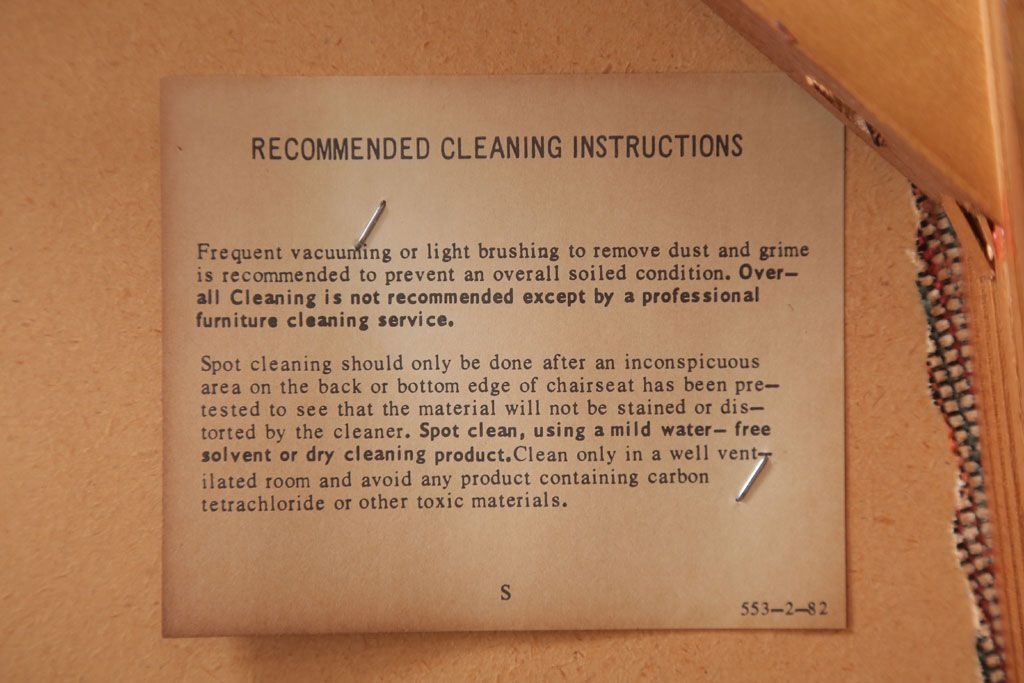 RECOMMENDED CLEANING INSTRUCTIONS
Frequent vacuuming or light brushing to remove dust and grime
is recommended to prevent an overall soiled condition. Over-
all Cleaning is not recommended except by a professional
furniture cleaning service.
Spot cleaning should only be done after an inconspicuous
area on the back or bottom edge of chairseat has been pre-
tested to see that the material will not be stained or dis-
torted by the cleaner. Spot clean, using a mild water- free
solvent or dry cleaning product.Clean only in a well vent-
ilated room and avoid any product containing carbon
tetrachloride or other toxic materials.
S
553-2-82